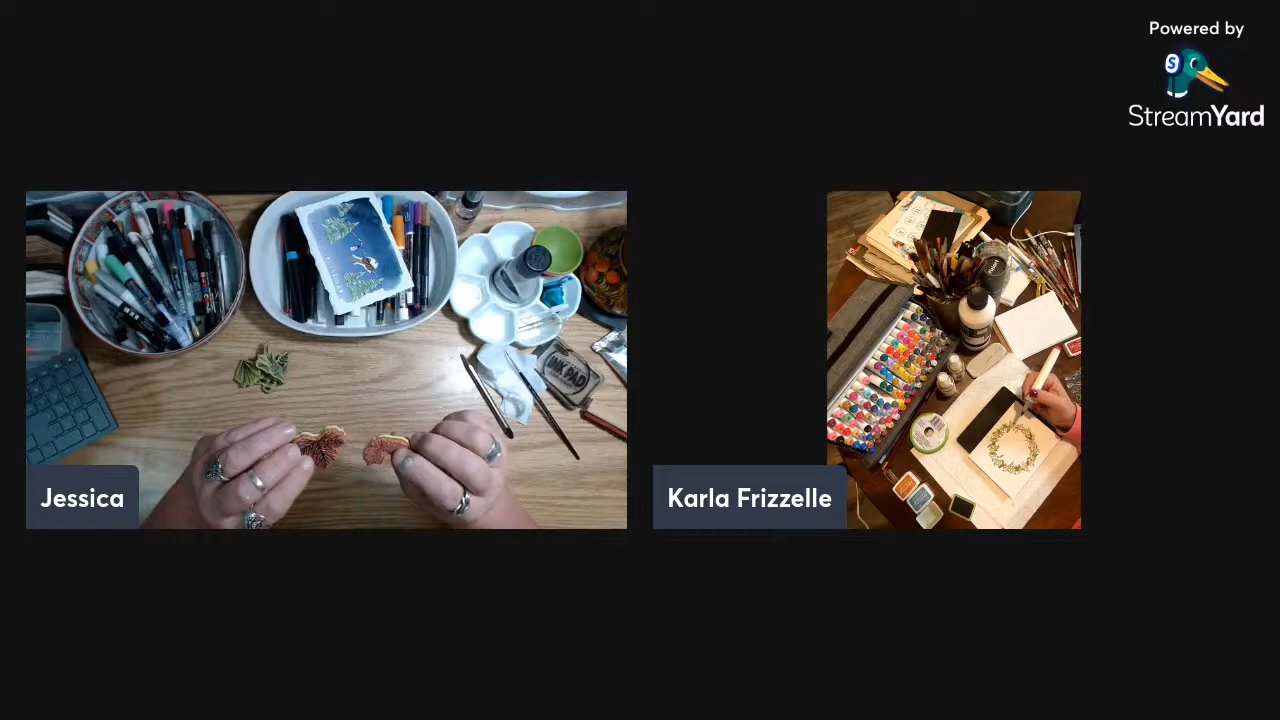 Powered by
S
StreamYard
INK PAD
Jessica
Karla Frizzelle